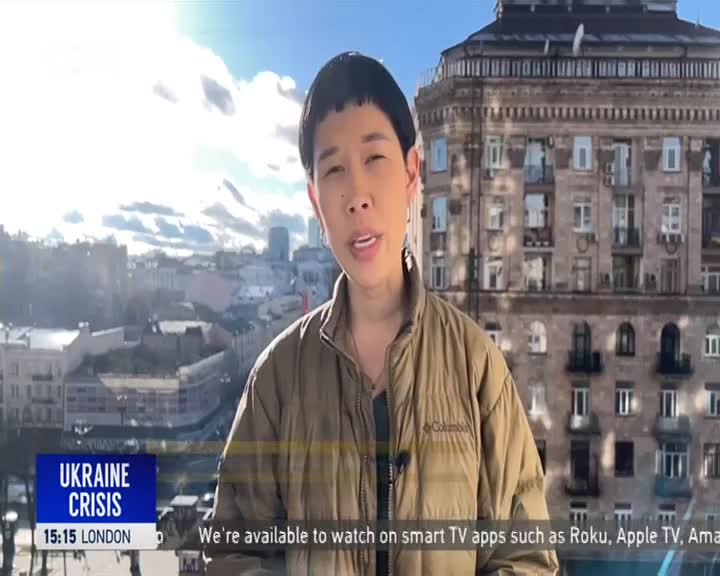 Columbia
UKRAINE
CRISIS
15:15 LONDON
We're available to watch on smart TV apps such as Roku, Apple TV, Ama